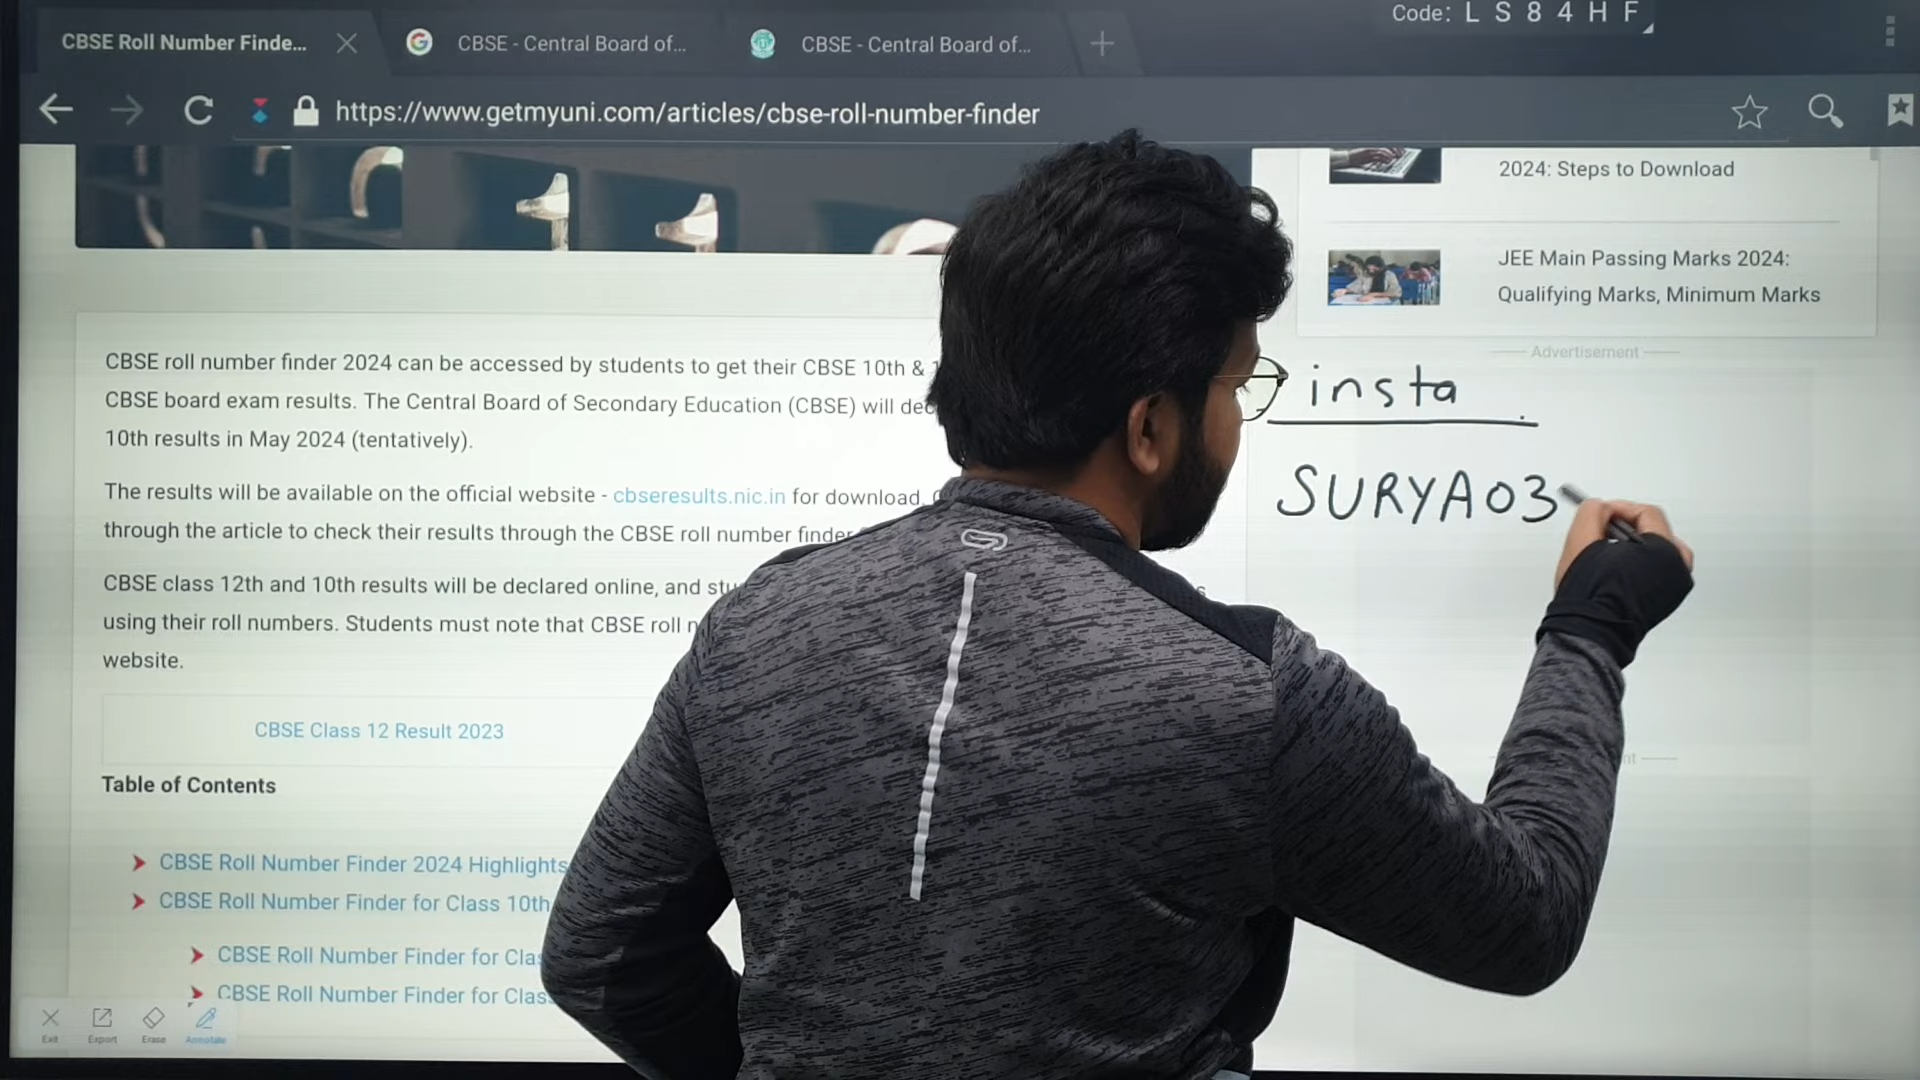 Code: L S 8 4 H F
CBSE Roll Number Finde...
CBSE - Central Board of...
CBSE - Central Board of...
https://www.getmyuni.com/articles/cbse-roll-number-finder
2024: Steps to Download
JEE Main Passing Marks 2024:
Qualifying Marks, Minimum Marks
Advertisement
insta
SURYA03
CBSE roll number finder 2024 can be accessed by students to get their CBSE 10th &
CBSE board exam results. The Central Board of Secondary Education (CBSE) will dec
10th results in May 2024 (tentatively).
The results will be available on the official website - cbseresults.nic.in for download.
through the article to check their results through the CBSE roll number finder
CBSE class 12th and 10th results will be declared online, and stu
using their roll numbers. Students must note that CBSE roll n
website.
CBSE Class 12 Result 2023
Table of Contents
CBSE Roll Number Finder 2024 Highlights
CBSE Roll Number Finder for Class 10th
CBSE Roll Number Finder for Clas
CBSE Roll Number Finder for Class
Exit Export Erase Annotate